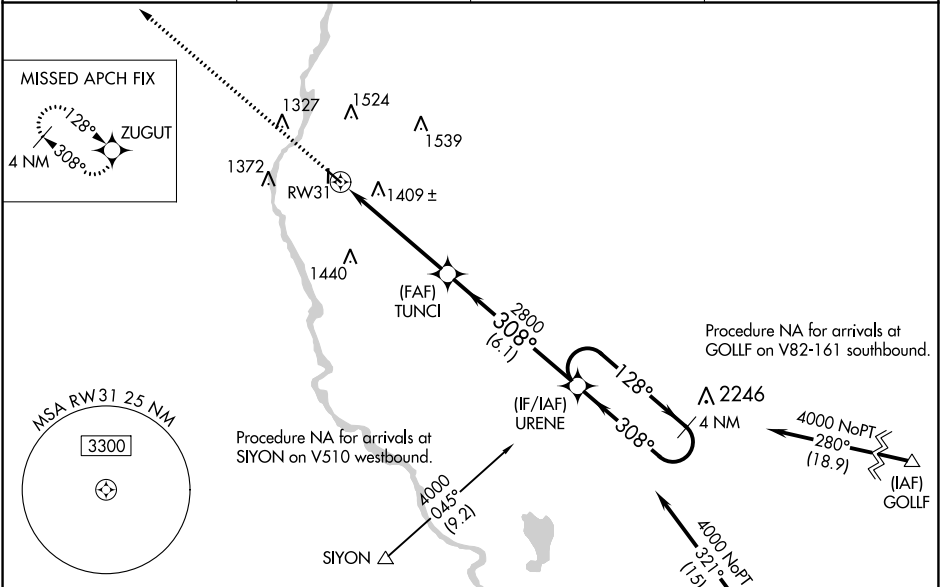 MISSED APCH FIX
128°
ZUGUT
4 NM
308°
1327
1524
1539
1372
RW31
1409 ±
1440
(FAF)
TUNCI
2800
308°
(6.1)
Procedure NA for arrivals at
GOLLF on V82-161 southbound.
128°
2246
(IF/IAF)
URENE
308°
4 NM
4000 NoPT
280°
(18.9)
(IAF)
GOLLF
MSA RW31 25 NM
3300
Procedure NA for arrivals at
SIYON on V510 westbound.
4000
045°
(9.2)
SIYON
4000 NoPT
321°